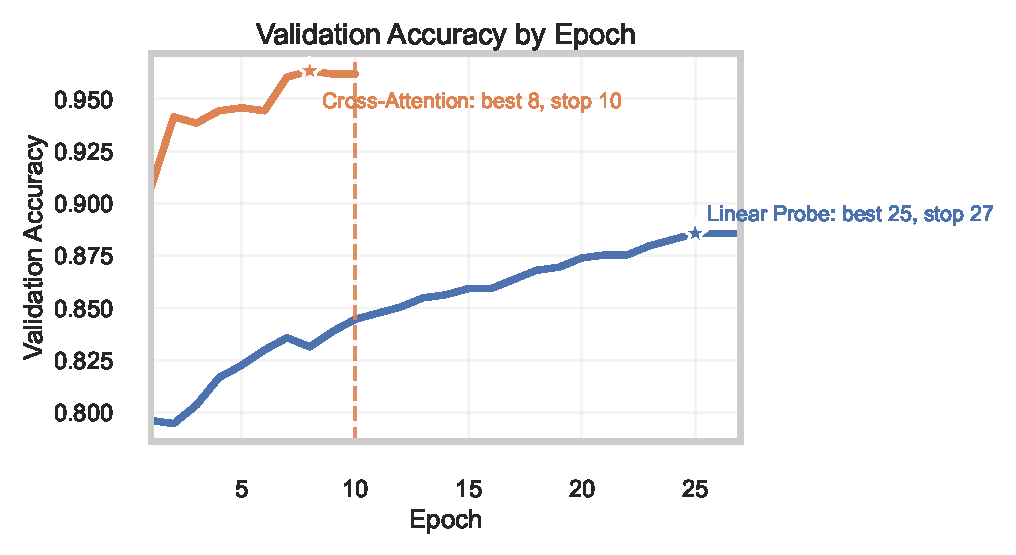 Validation Accuracy by Epoch
Validation Accuracy
0.950
0.925
0.900
0.875
0.850
0.825
0.800
Cross-Attention: best 8, stop 10
Linear Probe: best 25, stop 27
5 10 15 20 25
Epoch